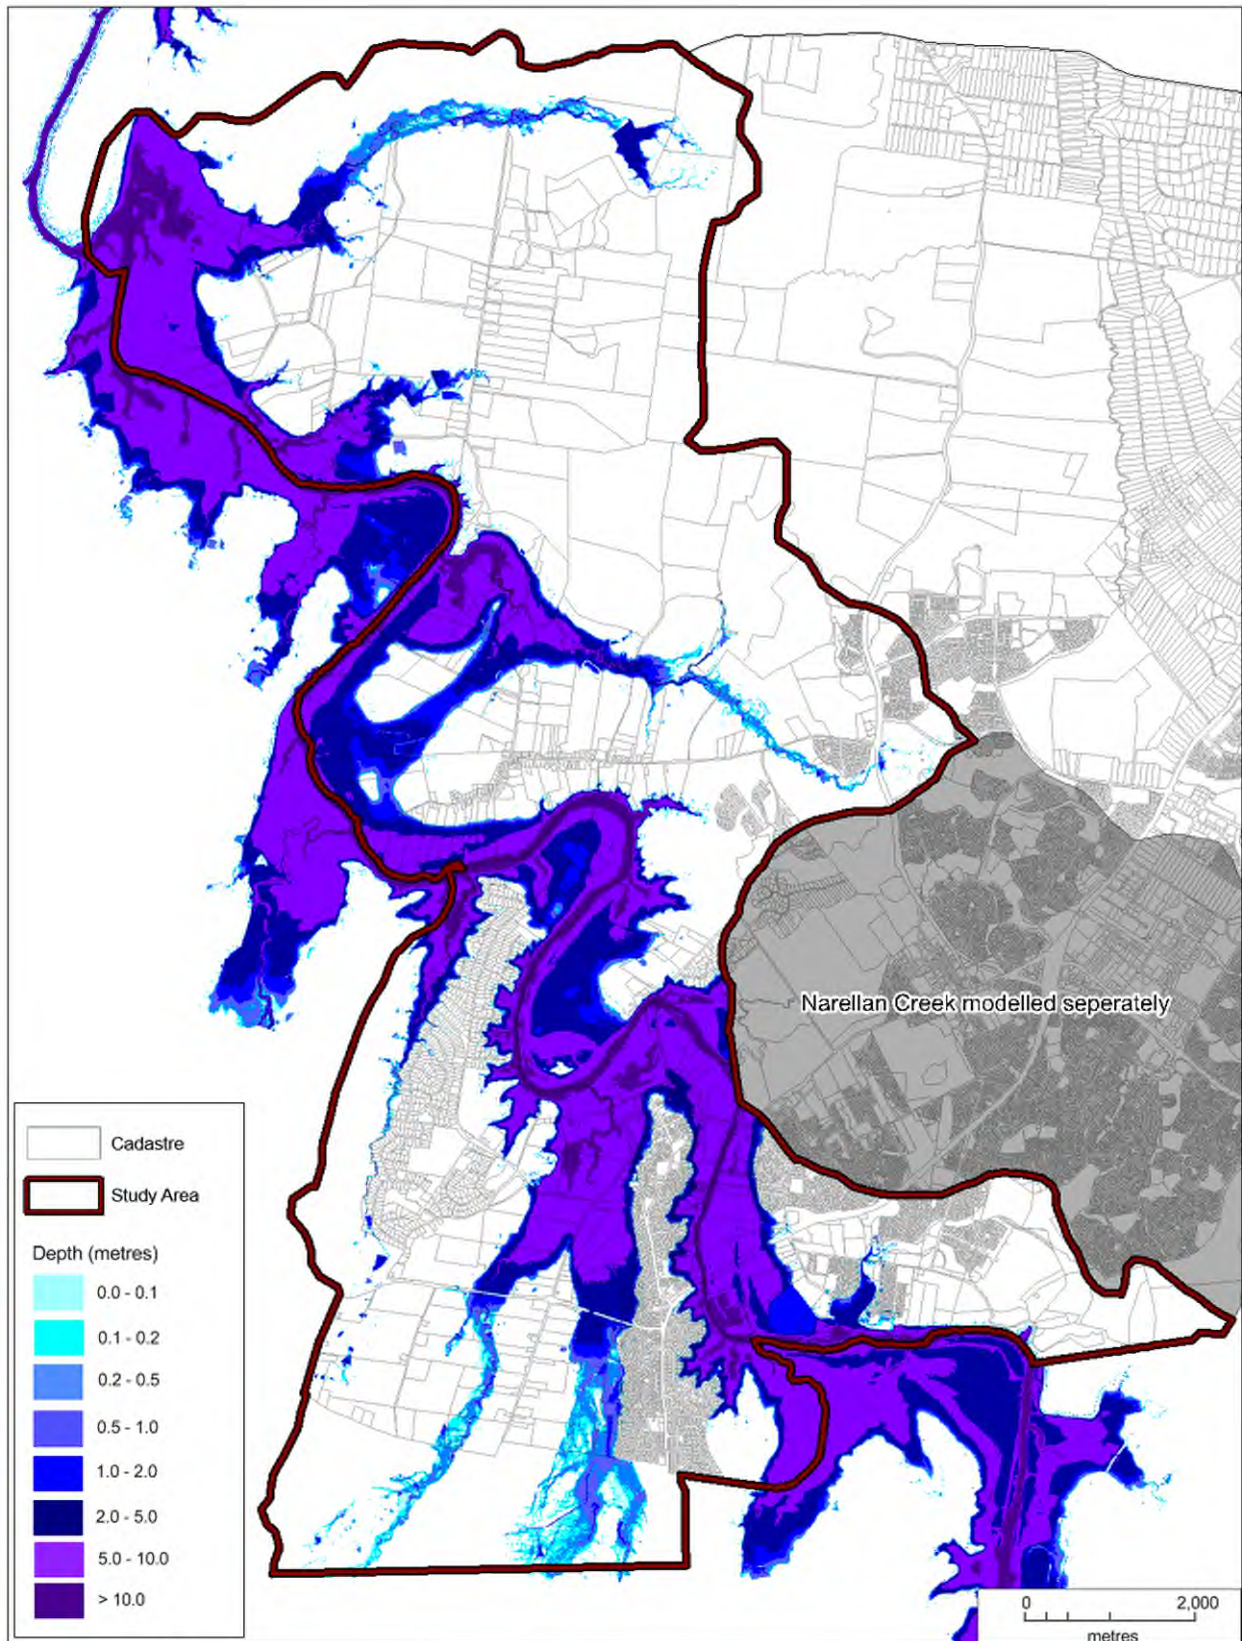 Narellan Creek modelled seperately
Cadastre
Study Area
Depth (metres)
0.0 - 0.1
0.1 - 0.2
0.2 - 0.5
0.5 - 1.0
1.0 - 2.0
2.0 - 5.0
5.0 - 10.0
> 10.0
0 2,000
metres